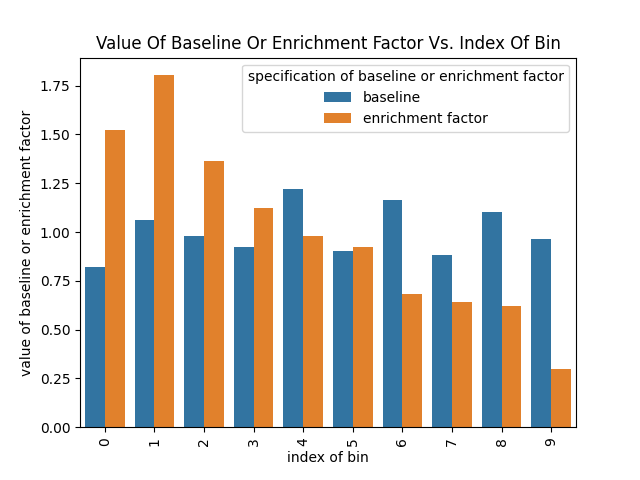 Value Of Baseline Or Enrichment Factor Vs. Index Of Bin
specification of baseline or enrichment factor
baseline
enrichment factor
value of baseline or enrichment factor
1.75
1.50
1.25
1.00
0.75
0.50
0.25
0.00
0 1 2 3 4 5 6 7 8 9
index of bin